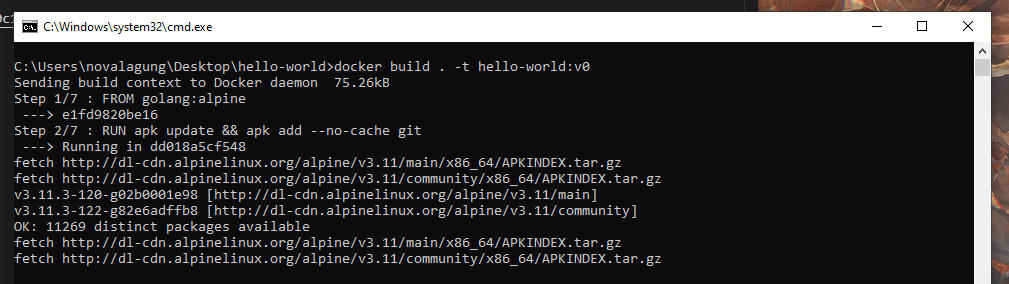 C:\Windows\system32\cmd.exe
C:\Users\novalagung\Desktop\hello-world>docker build . -t hello-world:v0
Sending build context to Docker daemon  75.26kB
Step 1/7 : FROM golang:alpine
 ---> e1fd9820be16
Step 2/7 : RUN apk update && apk add --no-cache git
 ---> Running in dd018a5cf548
fetch http://dl-cdn.alpinelinux.org/alpine/v3.11/main/x86_64/APKINDEX.tar.gz
fetch http://dl-cdn.alpinelinux.org/alpine/v3.11/community/x86_64/APKINDEX.tar.gz
v3.11.3-120-g02b0001e98 [http://dl-cdn.alpinelinux.org/alpine/v3.11/main]
v3.11.3-122-g82e6adffb8 [http://dl-cdn.alpinelinux.org/alpine/v3.11/community]
OK: 11269 distinct packages available
fetch http://dl-cdn.alpinelinux.org/alpine/v3.11/main/x86_64/APKINDEX.tar.gz
fetch http://dl-cdn.alpinelinux.org/alpine/v3.11/community/x86_64/APKINDEX.tar.gz